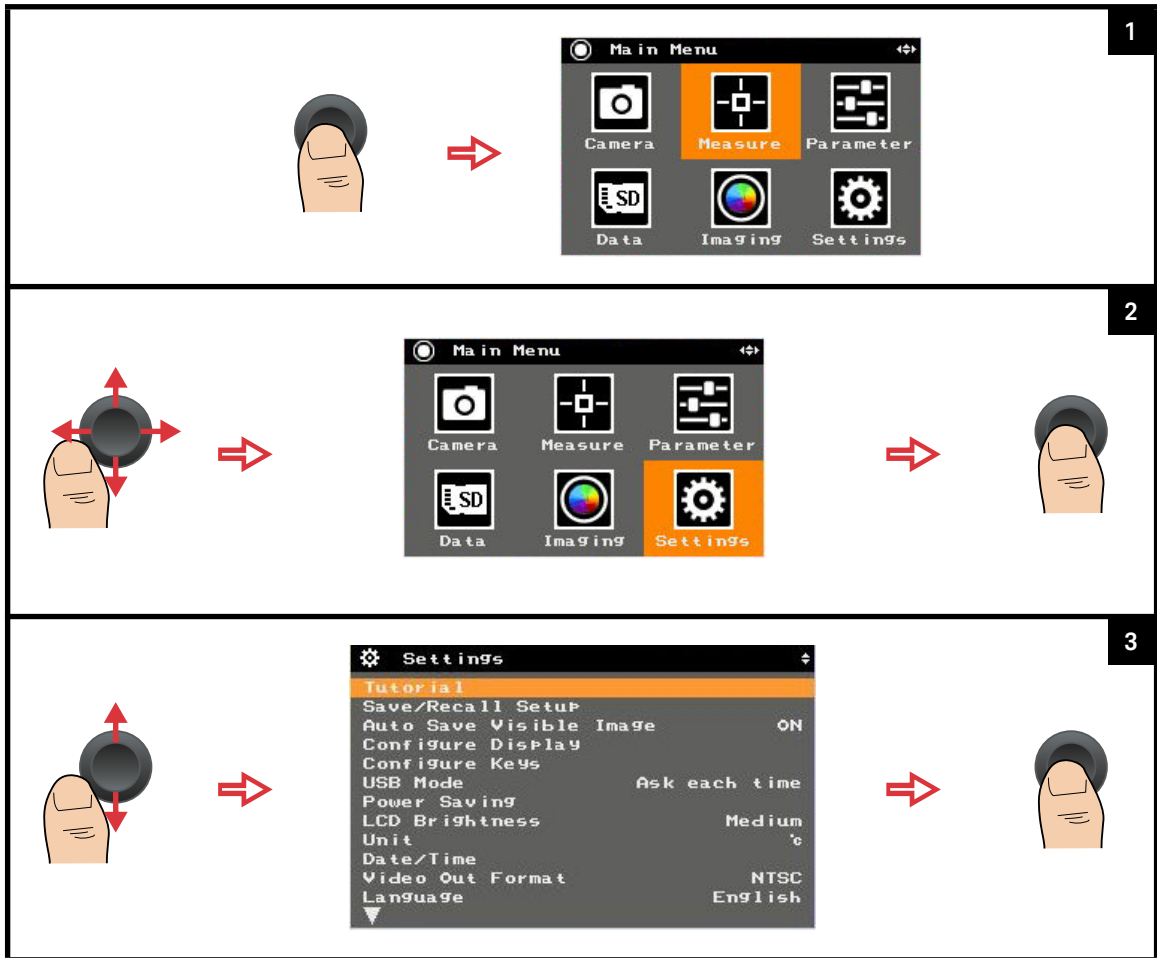 1
Main Menu
Camera Measure Parameter
SD
Data Imaging Settings
2
Main Menu
Camera Measure Parameter
SD
Data Imaging Settings
3
Settings
Tutorial
Save/Recall Setup
Auto Save Visible Image ON
Configure Display
Configure Keys
USB Mode Ask each time
Power Saving
LCD Brightness Medium
Unit °c
Date/Time
Video Out Format NTSC
Language English